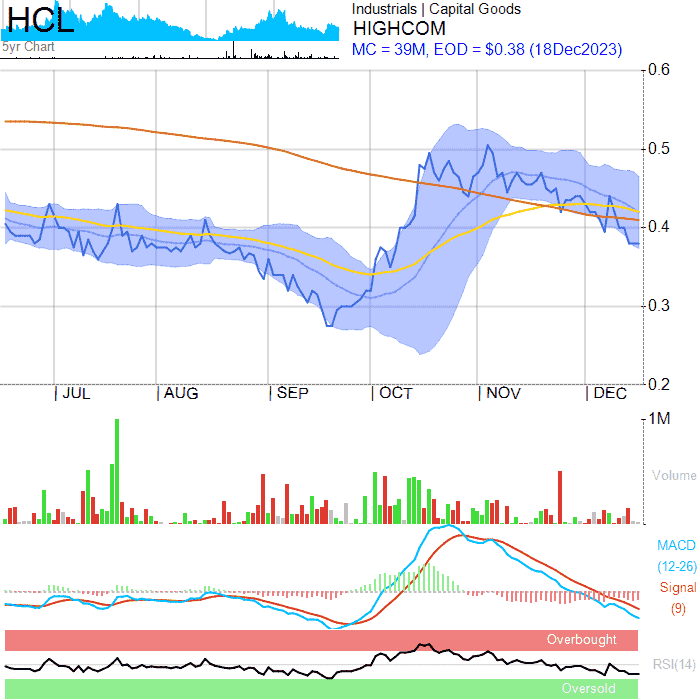 HCL
5yr Chart
Industrials | Capital Goods
HIGHCOM
MC = 39M, EOD = $0.38 (18Dec2023)
0.6
0.5
0.4
0.3
0.2
| JUL | AUG | SEP | OCT | NOV | DEC
1M
Volume
MACD
(12-26)
Signal
(9)
Overbought
RSI(14)
Oversold